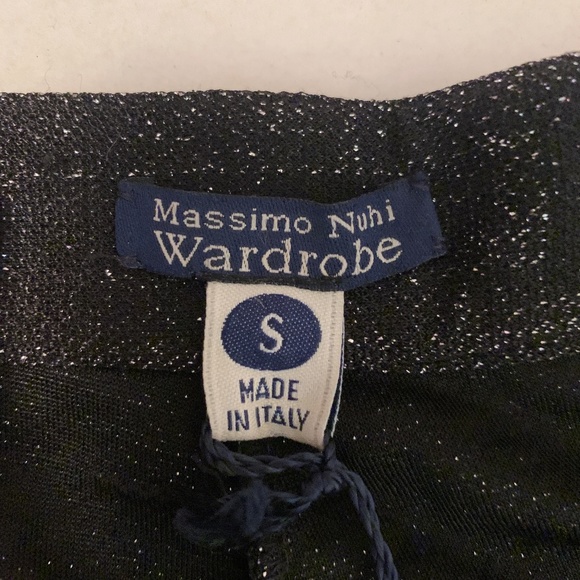 Massimo Nuhi
Wardrobe
S
MADE
IN ITALY